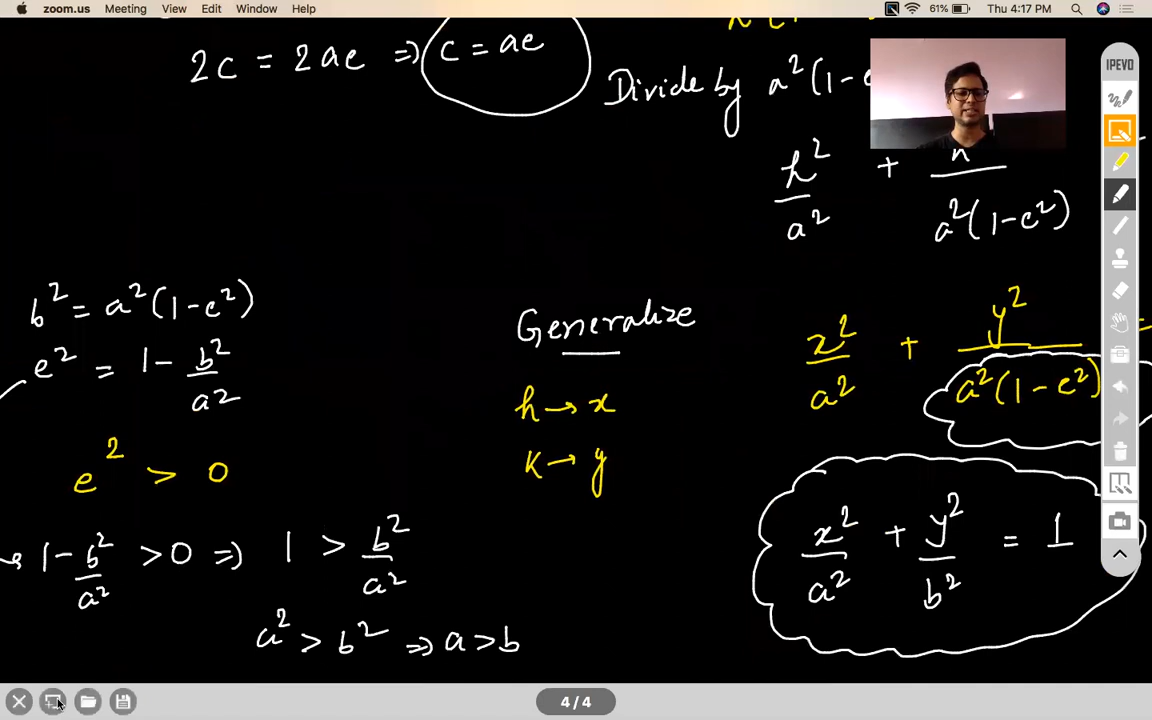 zoom.us Meeting View Edit Window Help 61% Thu 4:17 PM
IPEVO
2c = 2ae ⇒ c = ae
Divide by a²(1-e
h²/a² + /a²(1-e²)
b² = a²(1-e²)
e² = 1 - b²/a²
e² > 0
1 - b²/a² > 0 ⇒ 1 > b²/a²
a² > b² ⇒ a > b
Generalize
h → x
k → y
x²/a² + y²/a²(1-e²) =
x²/a² + y²/b² = 1
4 / 4